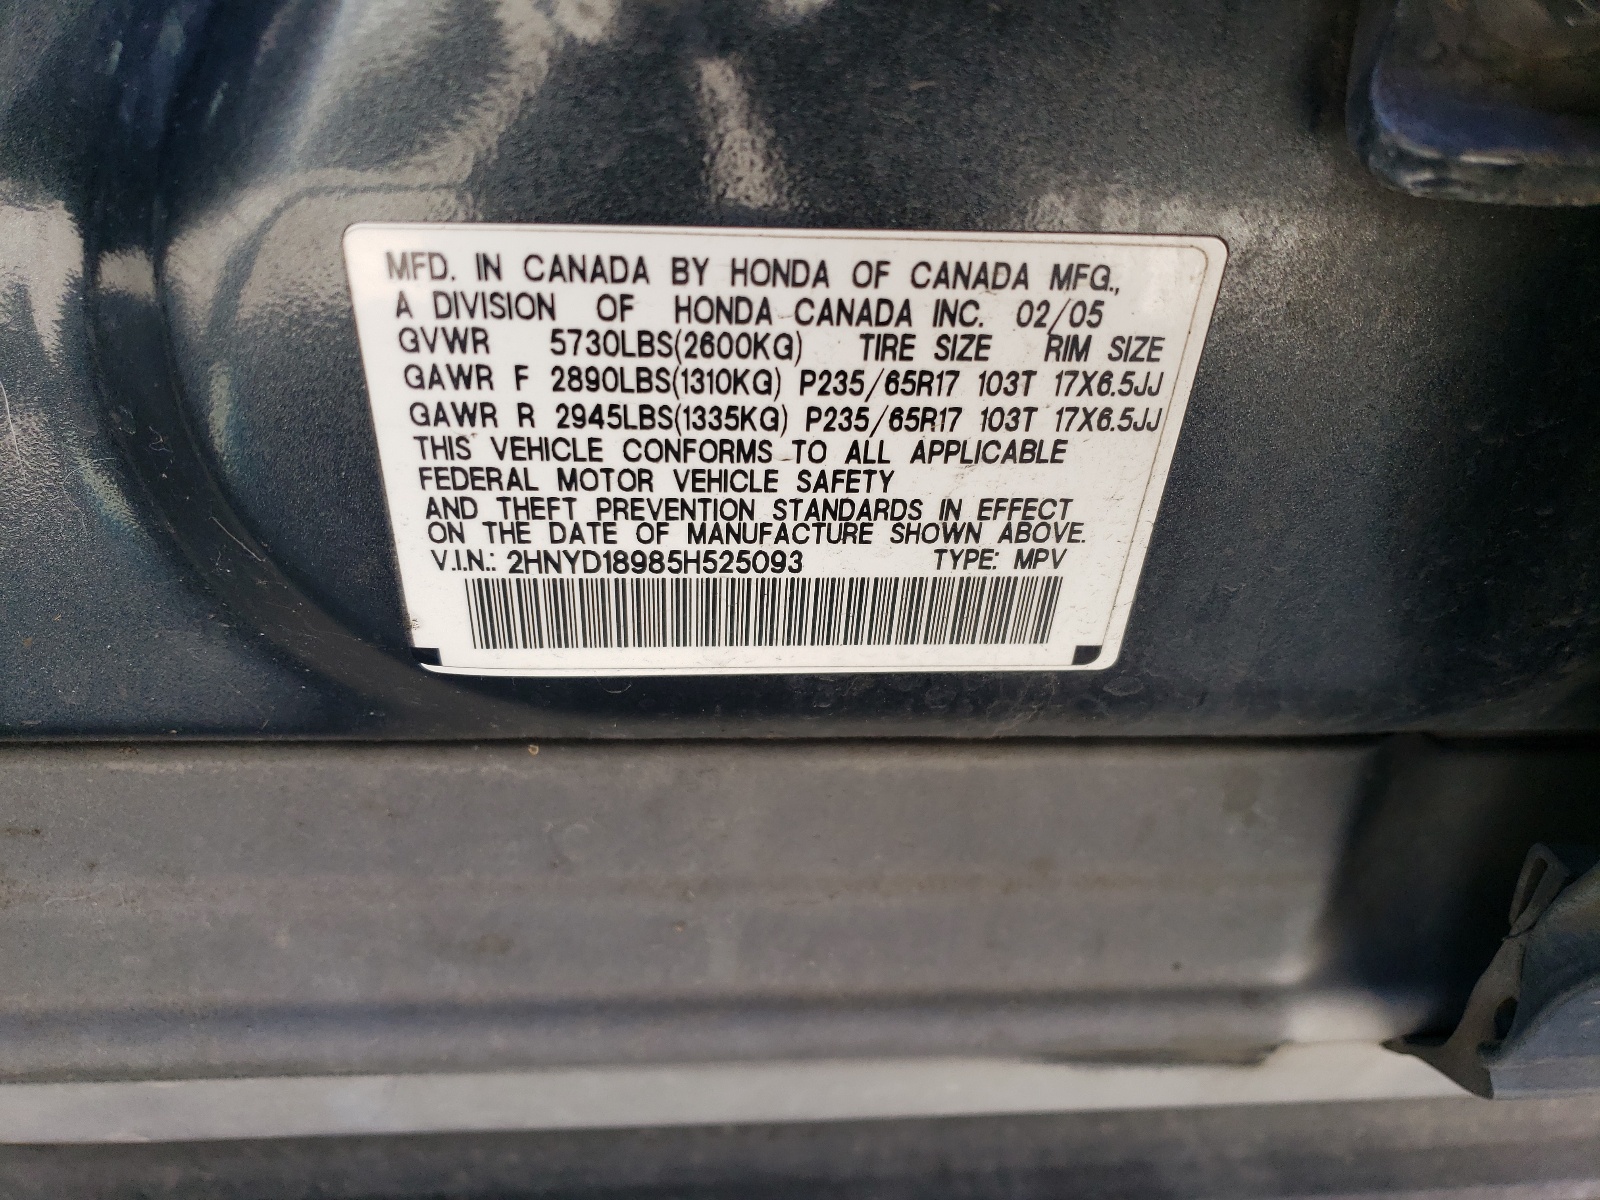 MFD. IN CANADA BY HONDA OF CANADA MFG.,
A DIVISION OF HONDA CANADA INC. 02/05
GVWR 5730LBS(2600KG) TIRE SIZE RIM SIZE
GAWR F 2890LBS(1310KG) P235/65R17 103T 17X6.5JJ
GAWR R 2945LBS(1335KG) P235/65R17 103T 17X6.5JJ
THIS VEHICLE CONFORMS TO ALL APPLICABLE
FEDERAL MOTOR VEHICLE SAFETY
AND THEFT PREVENTION STANDARDS IN EFFECT
ON THE DATE OF MANUFACTURE SHOWN ABOVE.
V.I.N.: 2HNYD18985H525093 TYPE: MPV